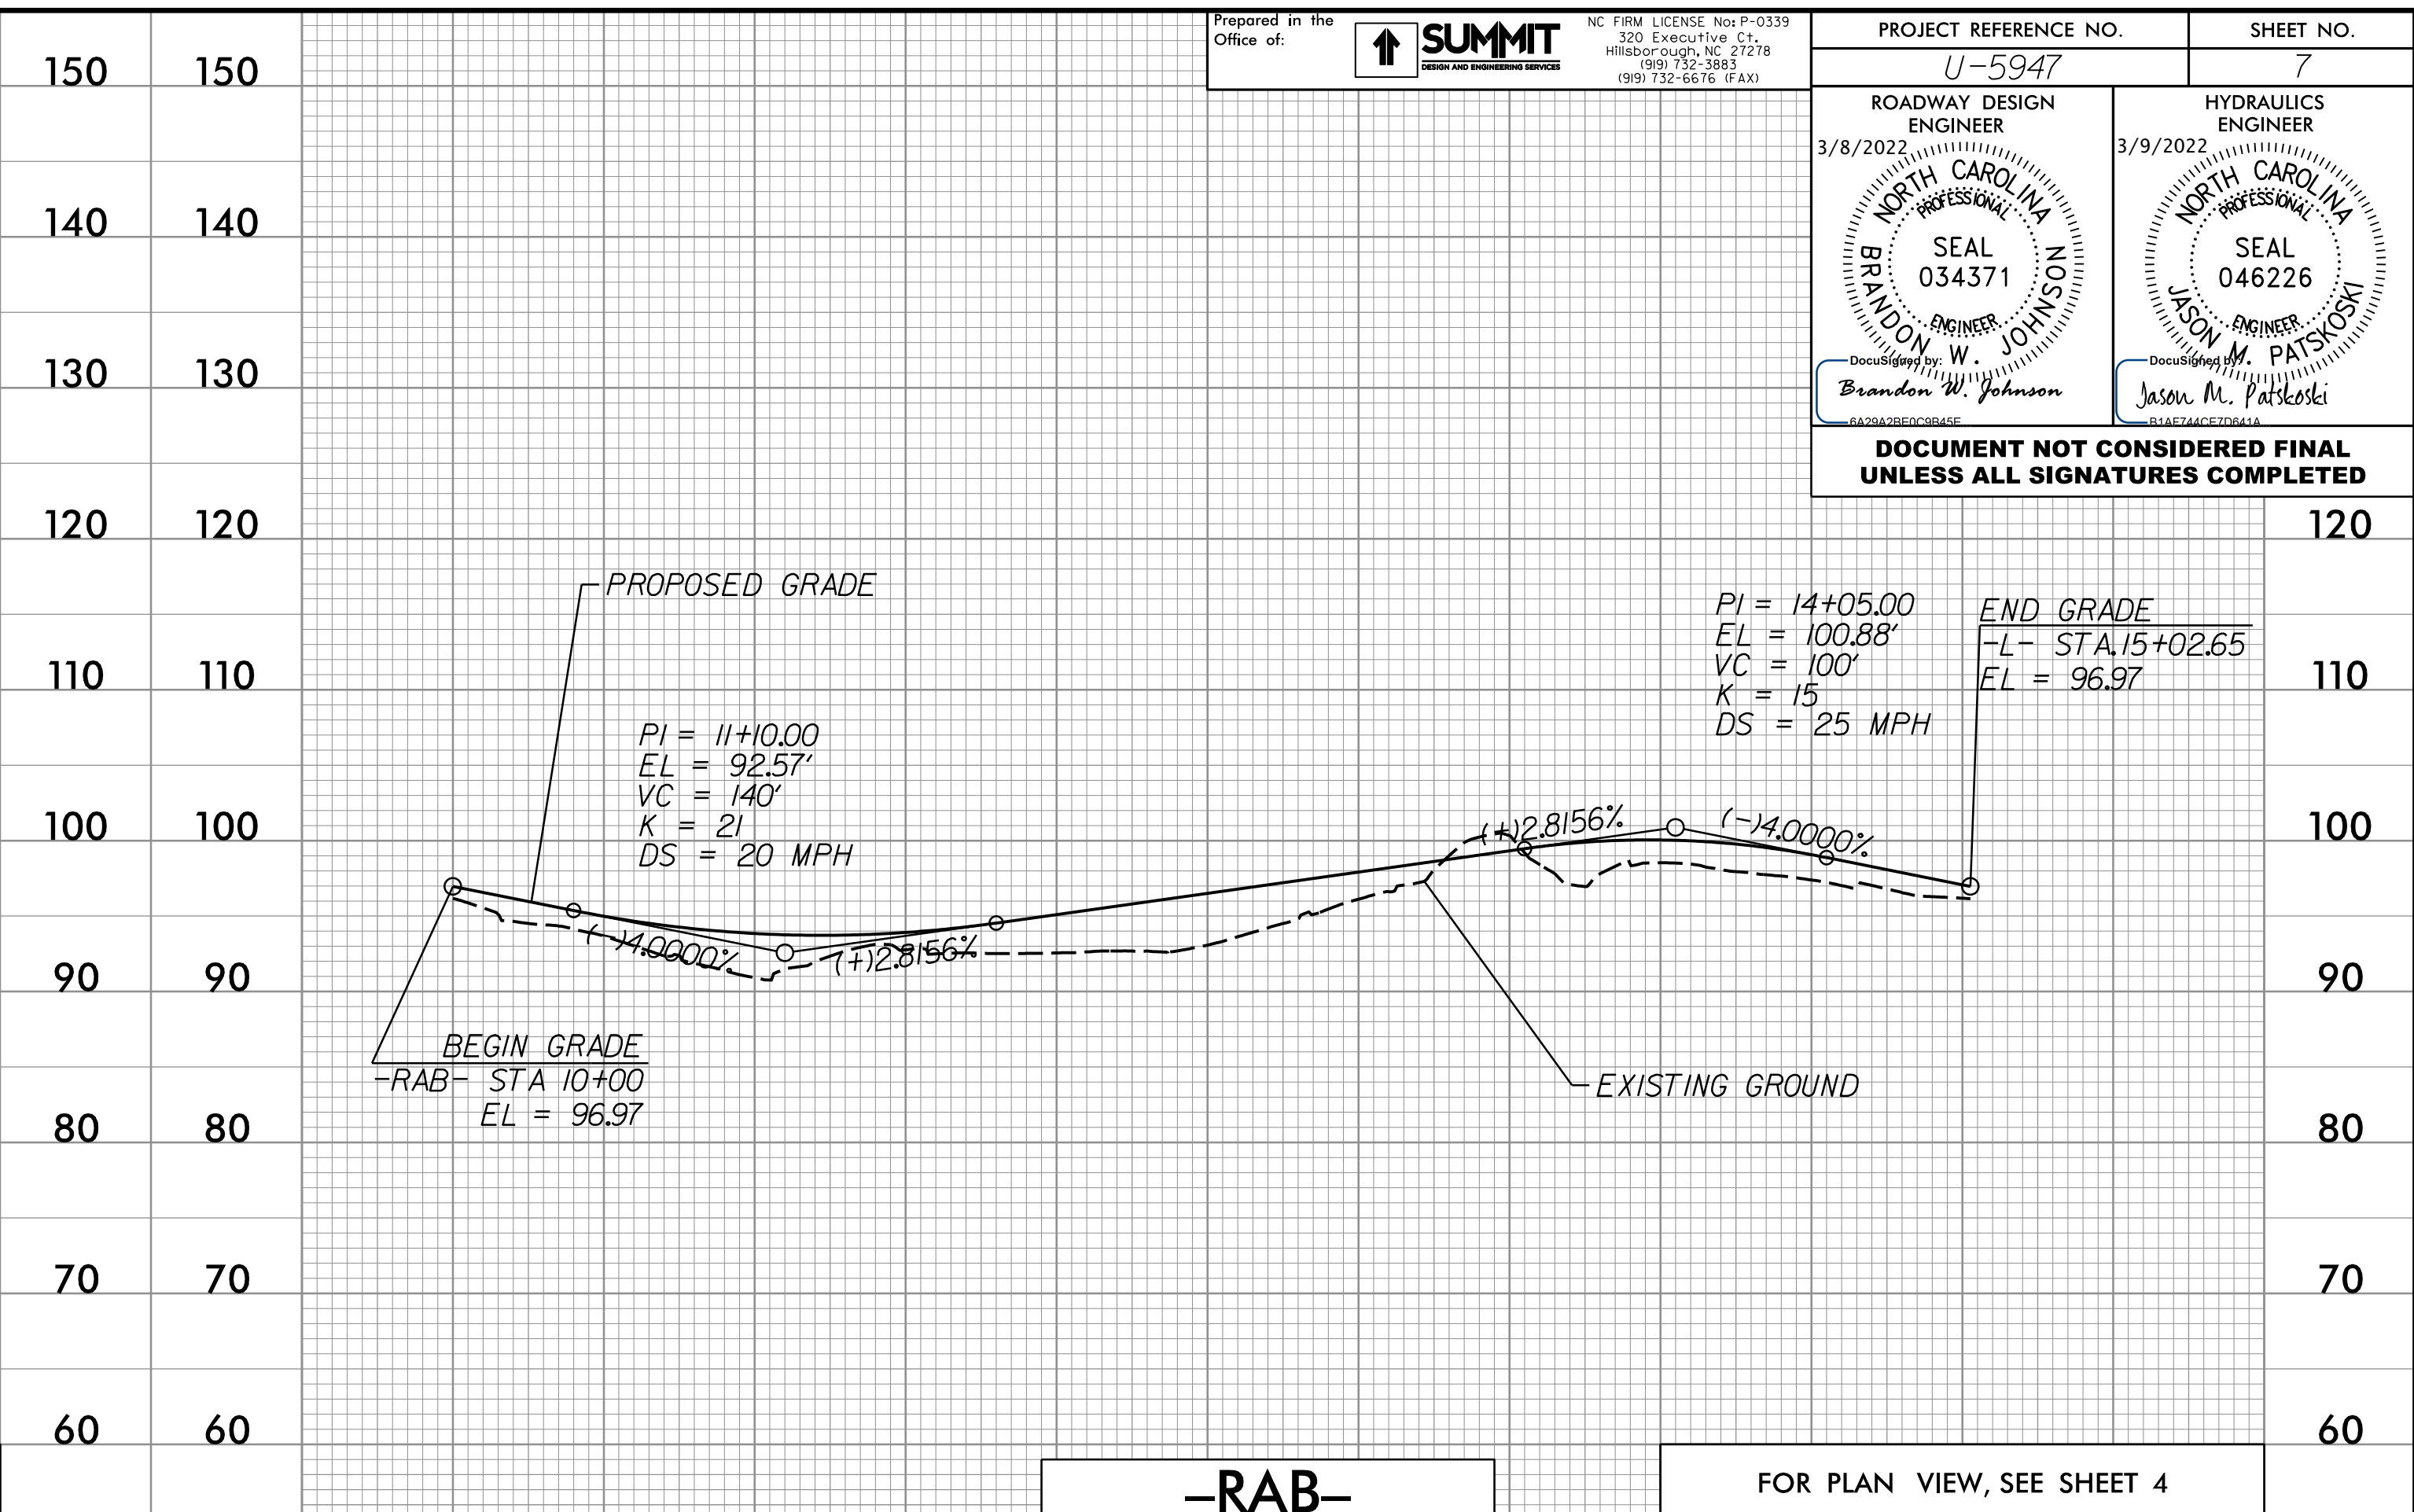 Prepared in the
Office of:
SUMMIT
DESIGN AND ENGINEERING SERVICES
NC FIRM LICENSE No: P-0339
320 Executive Ct.
Hillsborough, NC 27278
(919) 732-3883
(919) 732-6676 (FAX)
PROJECT REFERENCE NO.
SHEET NO.
U-5947
7
ROADWAY DESIGN
ENGINEER
HYDRAULICS
ENGINEER
3/8/2022
NORTH CAROLINA
PROFESSIONAL
SEAL
034371
ENGINEER
BRANDON W. JOHNSON
DocuSigned by:
Brandon W. Johnson
6A29A2BE0C9B45E...
3/9/2022
NORTH CAROLINA
PROFESSIONAL
SEAL
046226
ENGINEER
JASON M. PATSKOSKI
DocuSigned by:
Jason M. Patskoski
B1AF744CE7D641A...
DOCUMENT NOT CONSIDERED FINAL
UNLESS ALL SIGNATURES COMPLETED
150 150
140 140
130 130
120 120 120
PROPOSED GRADE
PI = 14+05.00
EL = 100.88'
VC = 100'
K = 15
DS = 25 MPH
END GRADE
-L- STA.15+02.65
EL = 96.97
110 110 110
PI = 11+10.00
EL = 92.57'
VC = 140'
K = 21
DS = 20 MPH
100 100 100
(+)2.8156%
(-)4.0000%
(-)4.0000%
(+)2.8156%
90 90 90
BEGIN GRADE
-RAB- STA 10+00
EL = 96.97
EXISTING GROUND
80 80 80
70 70 70
60 60 60
-RAB-
FOR PLAN VIEW, SEE SHEET 4